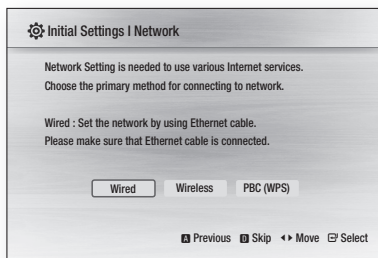 Initial Settings I Network
Network Setting is needed to use various Internet services.
Choose the primary method for connecting to network.
Wired : Set the network by using Ethernet cable.
Please make sure that Ethernet cable is connected.
Wired Wireless PBC (WPS)
A Previous D Skip Move Select